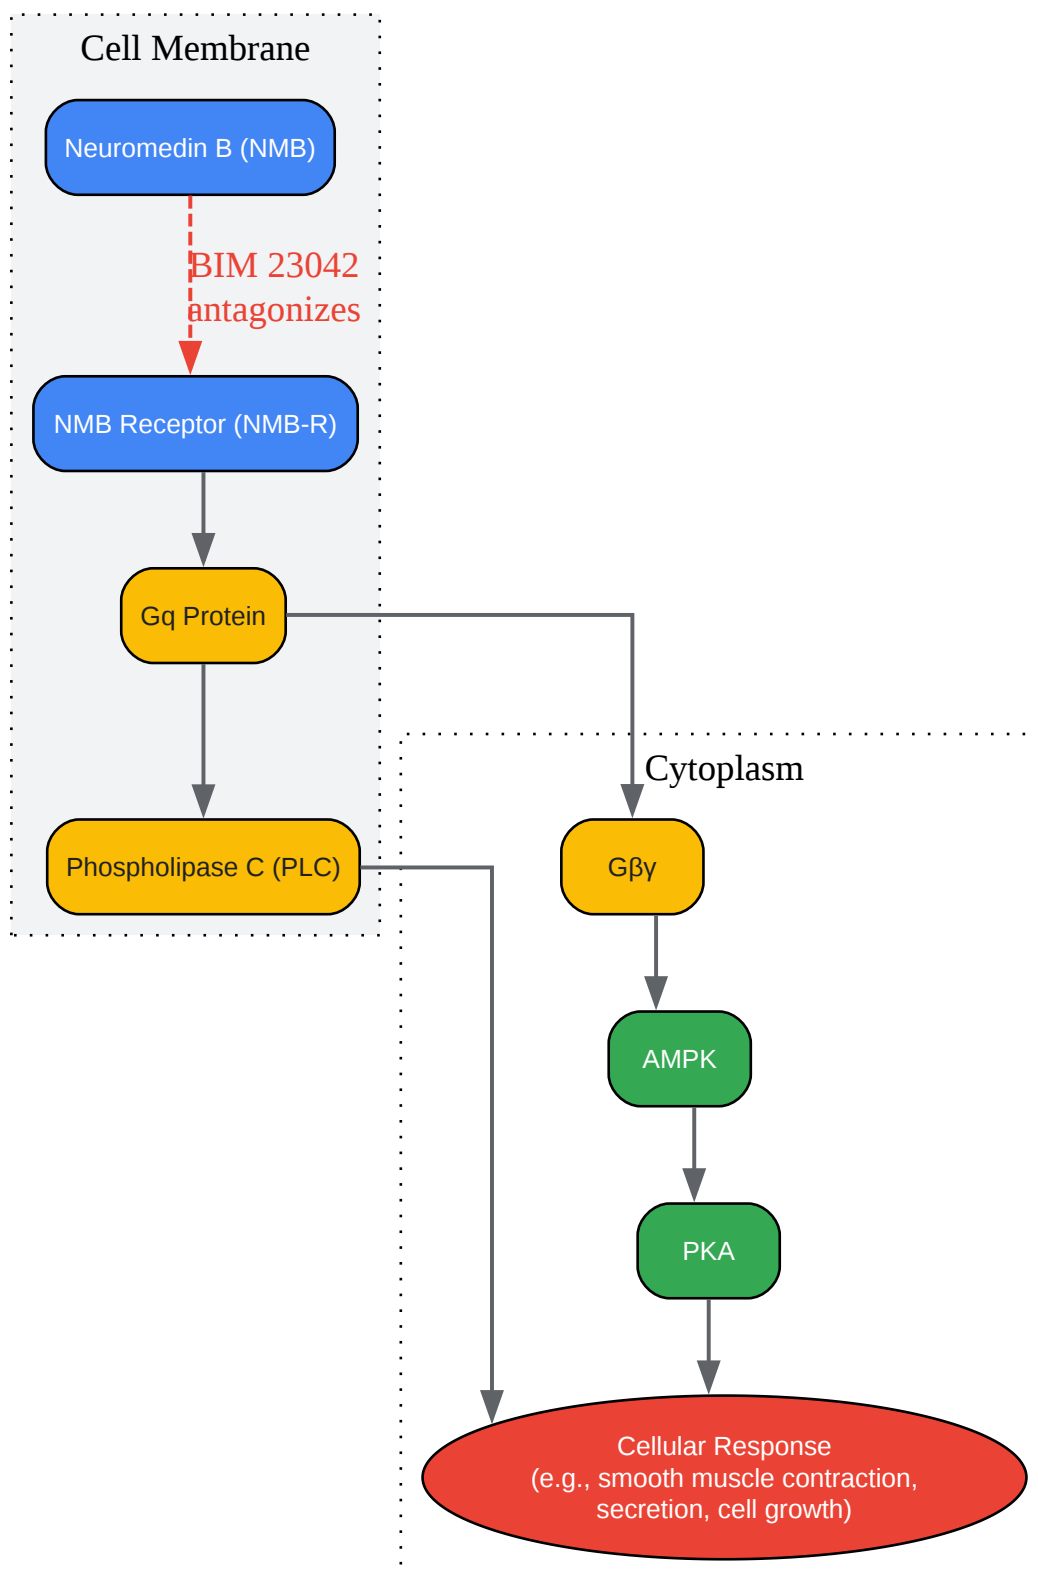 Cell Membrane
Neuromedin B (NMB)
BIM 23042
antagonizes
NMB Receptor (NMB-R)
Gq Protein
Cytoplasm
Phospholipase C (PLC)
Gβγ
AMPK
PKA
Cellular Response
(e.g., smooth muscle contraction,
secretion, cell growth)